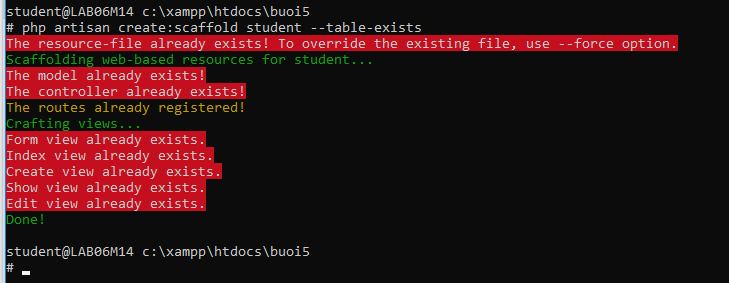 student@LAB06M14 c:\xampp\htdocs\buoi5
# php artisan create:scaffold student --table-exists
The resource-file already exists! To override the existing file, use --force option.
Scaffolding web-based resources for student...
The model already exists!
The controller already exists!
The routes already registered!
Crafting views...
Form view already exists.
Index view already exists.
Create view already exists.
Show view already exists.
Edit view already exists.
Done!
student@LAB06M14 c:\xampp\htdocs\buoi5
#